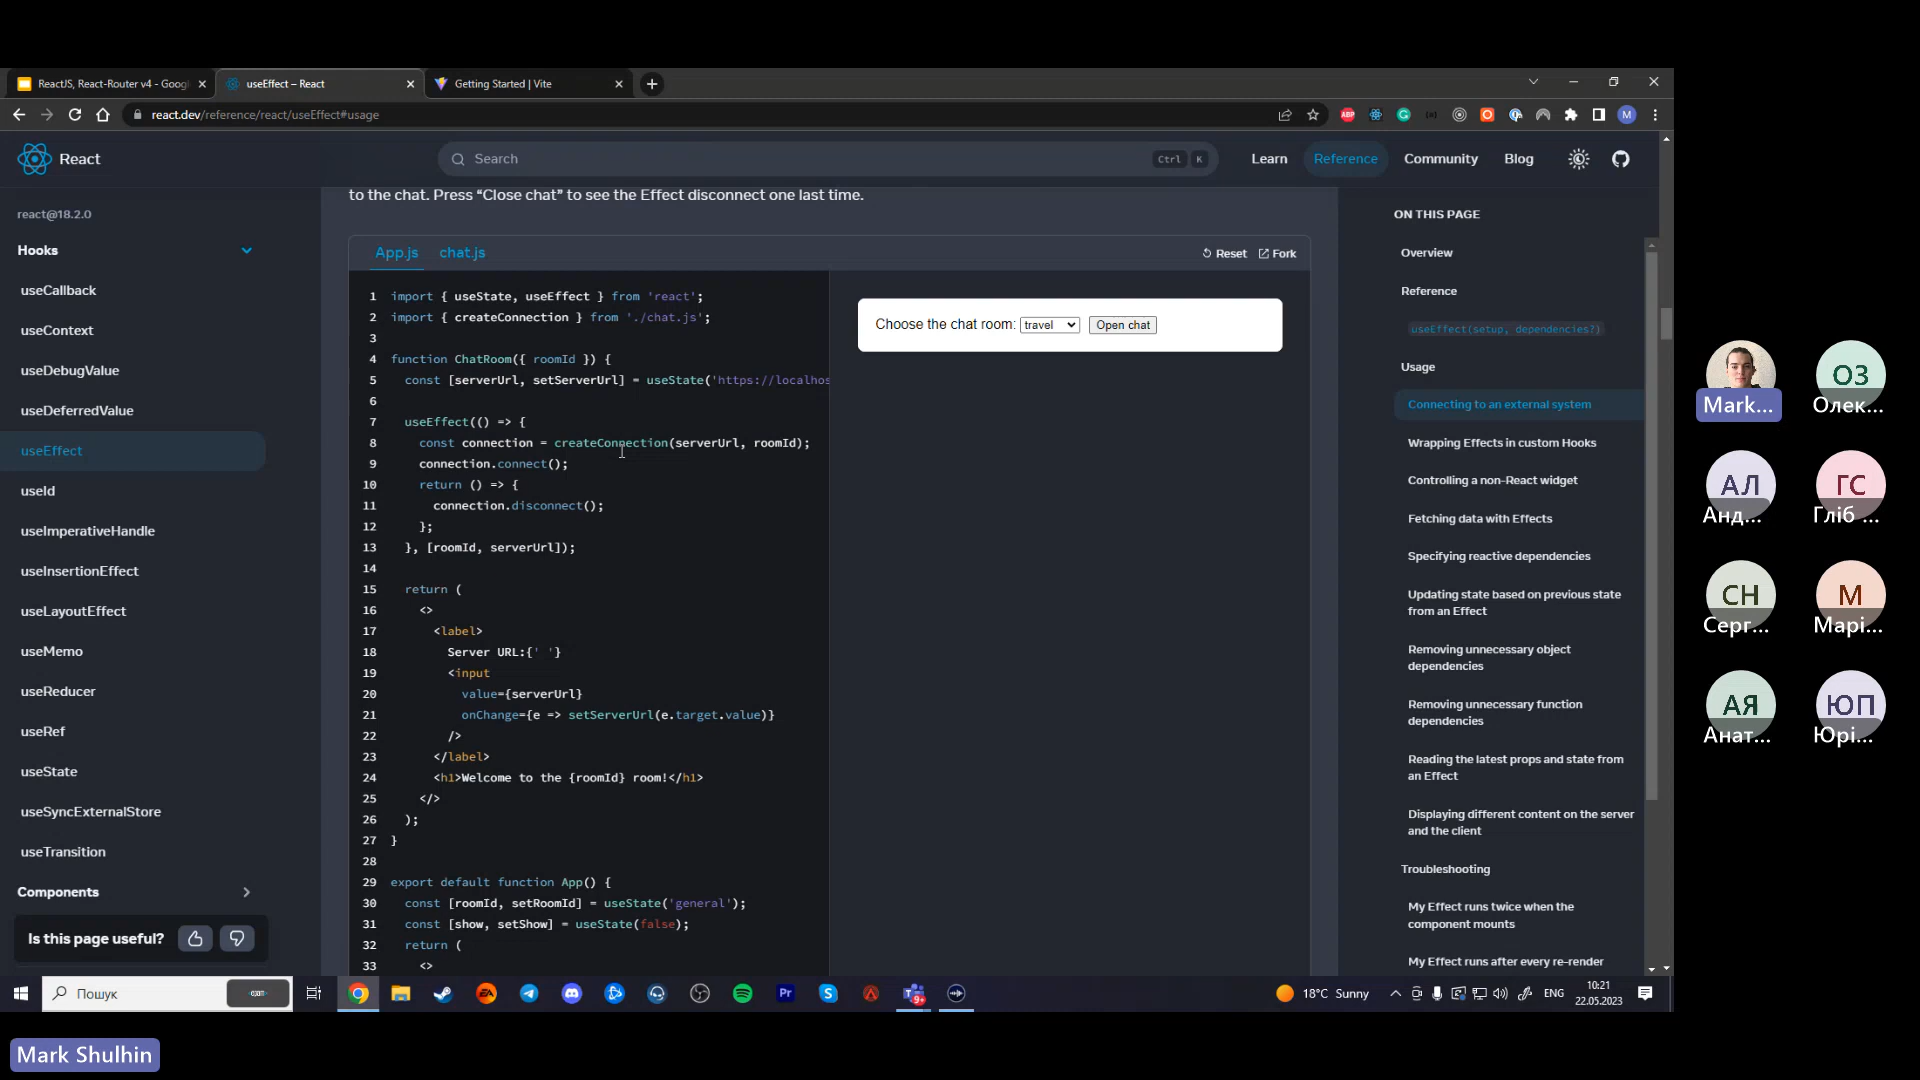 ReactJS, React-Router v4 - Googl
useEffect – React
Getting Started | Vite
react.dev/reference/react/useEffect#usage
ABP
M
React
Search
Ctrl K
Learn
Reference
Community
Blog
react@18.2.0
Hooks
useCallback
useContext
useDebugValue
useDeferredValue
useEffect
useId
useImperativeHandle
useInsertionEffect
useLayoutEffect
useMemo
useReducer
useRef
useState
useSyncExternalStore
useTransition
Components
Is this page useful?
to the chat. Press “Close chat” to see the Effect disconnect one last time.
App.js chat.js
Reset Fork
1 import { useState, useEffect } from 'react';
2 import { createConnection } from './chat.js';
3
4 function ChatRoom({ roomId }) {
5 const [serverUrl, setServerUrl] = useState('https://localhos
6
7 useEffect(() => {
8 const connection = createConnection(serverUrl, roomId);
9 connection.connect();
10 return () => {
11 connection.disconnect();
12 };
13 }, [roomId, serverUrl]);
14
15 return (
16 <>
17 <label>
18 Server URL:{' '}
19 <input
20 value={serverUrl}
21 onChange={e => setServerUrl(e.target.value)}
22 />
23 </label>
24 <h1>Welcome to the {roomId} room!</h1>
25 </>
26 );
27 }
28
29 export default function App() {
30 const [roomId, setRoomId] = useState('general');
31 const [show, setShow] = useState(false);
32 return (
33 <>
Choose the chat room: travel Open chat
ON THIS PAGE
Overview
Reference
useEffect(setup, dependencies?)
Usage
Connecting to an external system
Wrapping Effects in custom Hooks
Controlling a non-React widget
Fetching data with Effects
Specifying reactive dependencies
Updating state based on previous state
from an Effect
Removing unnecessary object
dependencies
Removing unnecessary function
dependencies
Reading the latest props and state from
an Effect
Displaying different content on the server
and the client
Troubleshooting
My Effect runs twice when the
component mounts
My Effect runs after every re-render
Mark...
ОЗ
Олек...
АЛ
Анд...
ГС
Гліб ...
СН
Серг...
М
Марі...
АЯ
Анат...
ЮП
Юрі...
Пошук
EA
Pr
9+
18°C Sunny
ENG
10:21
22.05.2023
Mark Shulhin